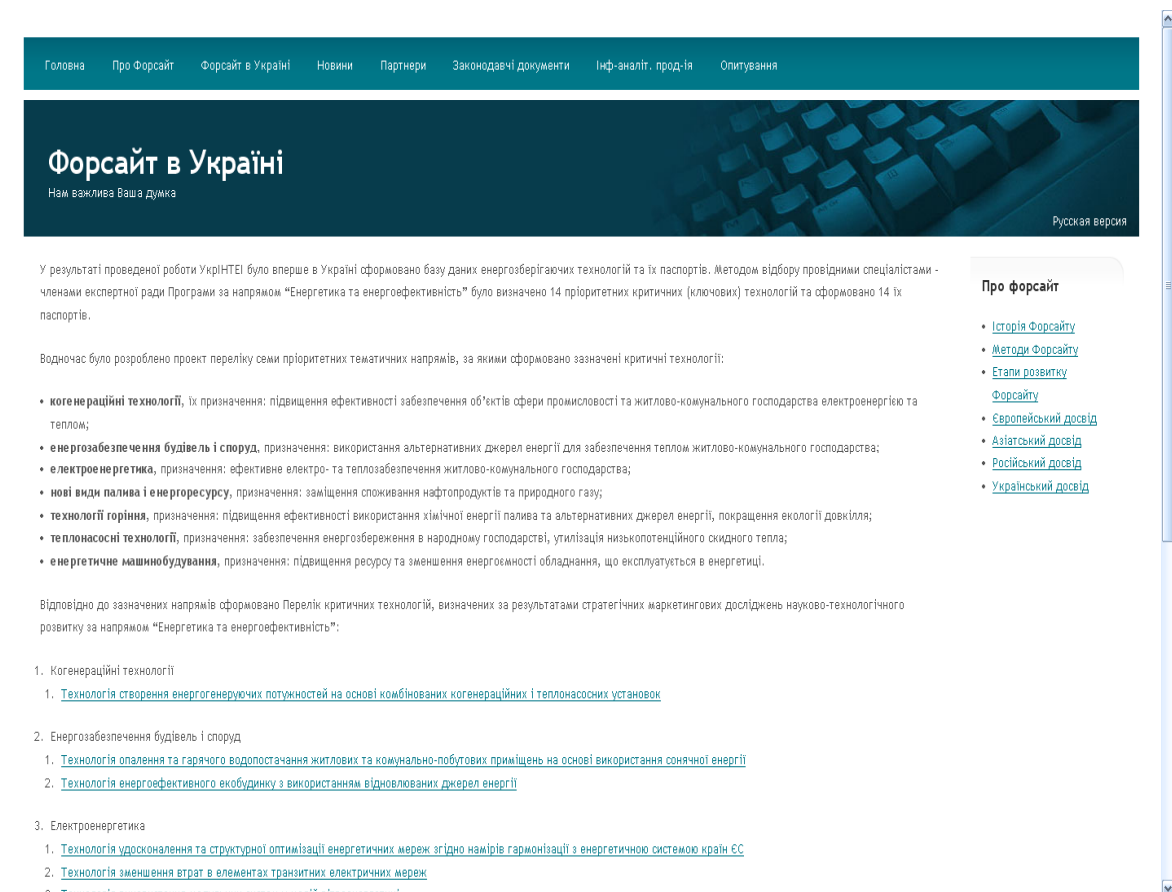 Головна Про Форсайт Форсайт в Україні Новини Партнери Законодавчі документи Інф-аналіт. прод-ія Опитування
Форсайт в Україні
Нам важлива Ваша думка
Русская версия
У результаті проведеної роботи УкрІНТЕІ було вперше в Україні сформовано базу даних енергозберігаючих технологій та їх паспортів. Методом відбору провідними спеціалістами -
членами експертної ради Програми за напрямом “Енергетика та енергоефективність” було визначено 14 пріоритетних критичних (ключових) технологій та сформовано 14 їх
паспортів.
Водночас було розроблено проект переліку семи пріоритетних тематичних напрямів, за якими сформовано зазначені критичні технології:
• когенераційні технології, їх призначення: підвищення ефективності забезпечення об’єктів сфери промисловості та житлово-комунального господарства електроенергією та
теплом;
• енергозабезпечення будівель і споруд, призначення: використання альтернативних джерел енергії для забезпечення теплом житлово-комунального господарства;
• електроенергетика, призначення: ефективне електро- та теплозабезпечення житлово-комунального господарства;
• нові види палива і енергоресурсу, призначення: заміщення споживання нафтопродуктів та природного газу;
• технології горіння, призначення: підвищення ефективності використання хімічної енергії палива та альтернативних джерел енергії, покращення екології довкілля;
• теплонасосні технології, призначення: забезпечення енергозбереження в народному господарстві, утилізація низькопотенційного скидного тепла;
• енергетичне машинобудування, призначення: підвищення ресурсу та зменшення енергоємності обладнання, що експлуатується в енергетиці.
Відповідно до зазначених напрямів сформовано Перелік критичних технологій, визначених за результатами стратегічних маркетингових досліджень науково-технологічного
розвитку за напрямом “Енергетика та енергоефективність”:
1. Когенераційні технології
1. Технологія створення енергогенеруючих потужностей на основі комбінованих когенераційних і теплонасосних установок
2. Енергозабезпечення будівель і споруд
1. Технологія опалення та гарячого водопостачання житлових та комунально-побутових приміщень на основі використання сонячної енергії
2. Технологія енергоефективного екобудинку з використанням відновлюваних джерел енергії
3. Електроенергетика
1. Технологія удосконалення та структурної оптимізації енергетичних мереж згідно намірів гармонізації з енергетичною системою країн ЄС
2. Технологія зменшення втрат в елементах транзитних електричних мереж
Про форсайт
• Історія Форсайту
• Методи Форсайту
• Етапи розвитку
Форсайту
• Європейський досвід
• Азіатський досвід
• Російський досвід
• Український досвід